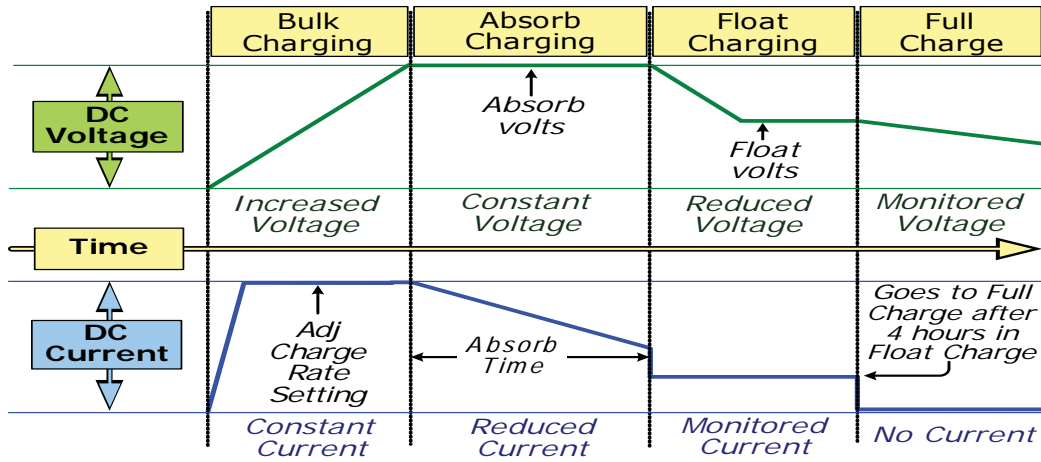 Bulk
Charging
Absorb
Charging
Float
Charging
Full
Charge
DC
Voltage
Absorb
volts
Float
volts
Increased
Voltage
Constant
Voltage
Reduced
Voltage
Monitored
Voltage
Time
DC
Current
Adj
Charge
Rate
Setting
Absorb
Time
Goes to Full
Charge after
4 hours in
Float Charge
Constant
Current
Reduced
Current
Monitored
Current
No Current